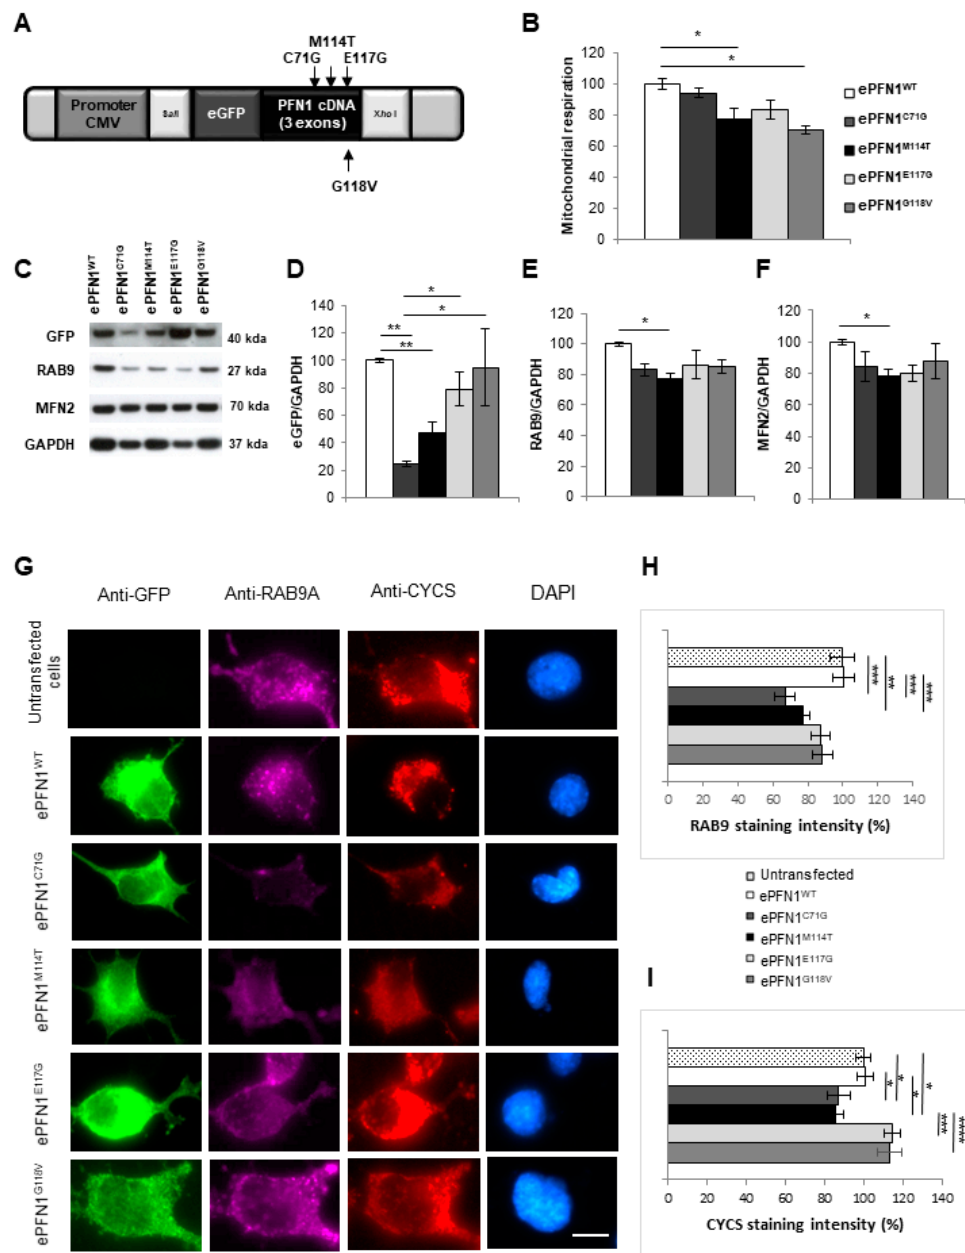 A
M114T
C71G E117G
Promoter
CMV
SalI
eGFP
PFN1 cDNA
(3 exons)
Xho I
G118V
B
Mitochondrial respiration
120
100
80
60
40
20
0
*
*
ePFN1WT
ePFN1C71G
ePFN1M114T
ePFN1E117G
ePFN1G118V
C
ePFN1WT
ePFN1C71G
ePFN1M114T
ePFN1E117G
ePFN1G118V
GFP 40 kda
RAB9 27 kda
MFN2 70 kda
GAPDH 37 kda
D
eGFP/GAPDH
140
120
100
80
60
40
20
0
*
*
**
**
E
RAB9/GAPDH
120
100
80
60
40
20
0
*
F
MFN2/GAPDH
120
100
80
60
40
20
0
*
G
Anti-GFP Anti-RAB9A Anti-CYCS DAPI
Untransfected
cells
ePFN1WT
ePFN1C71G
ePFN1M114T
ePFN1E117G
ePFN1G118V
H
***
**
***
***
0 20 40 60 80 100 120 140
RAB9 staining intensity (%)
Untransfected
ePFN1WT
ePFN1C71G
ePFN1M114T
ePFN1E117G
ePFN1G118V
I
*
*
*
*
***
****
0 20 40 60 80 100 120 140
CYCS staining intensity (%)